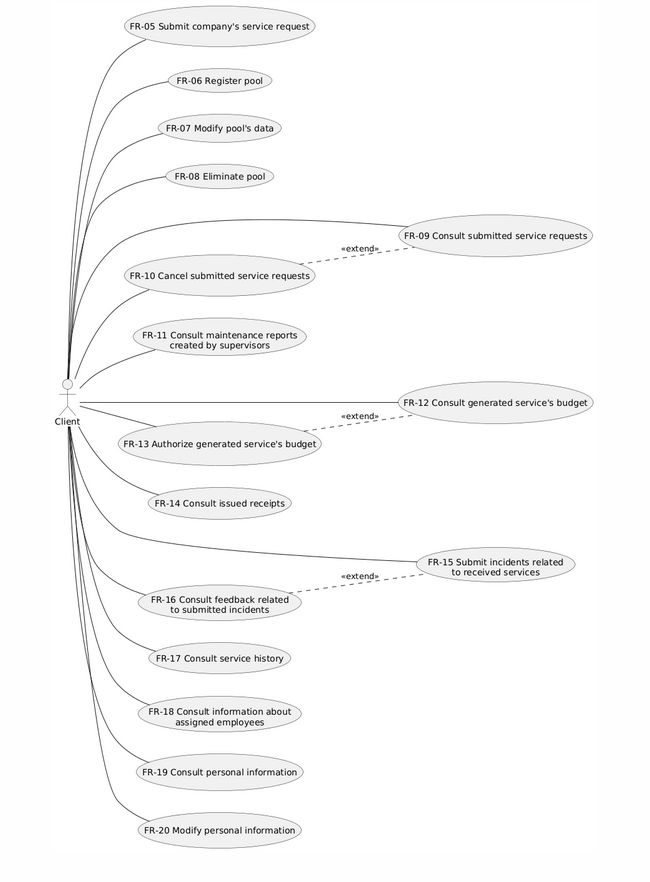 FR-05 Submit company's service request
FR-06 Register pool
FR-07 Modify pool's data
FR-08 Eliminate pool
FR-09 Consult submitted service requests
«extend»
FR-10 Cancel submitted service requests
FR-11 Consult maintenance reports
created by supervisors
Client
FR-12 Consult generated service's budget
«extend»
FR-13 Authorize generated service's budget
FR-14 Consult issued receipts
FR-15 Submit incidents related
to received services
«extend»
FR-16 Consult feedback related
to submitted incidents
FR-17 Consult service history
FR-18 Consult information about
assigned employees
FR-19 Consult personal information
FR-20 Modify personal information